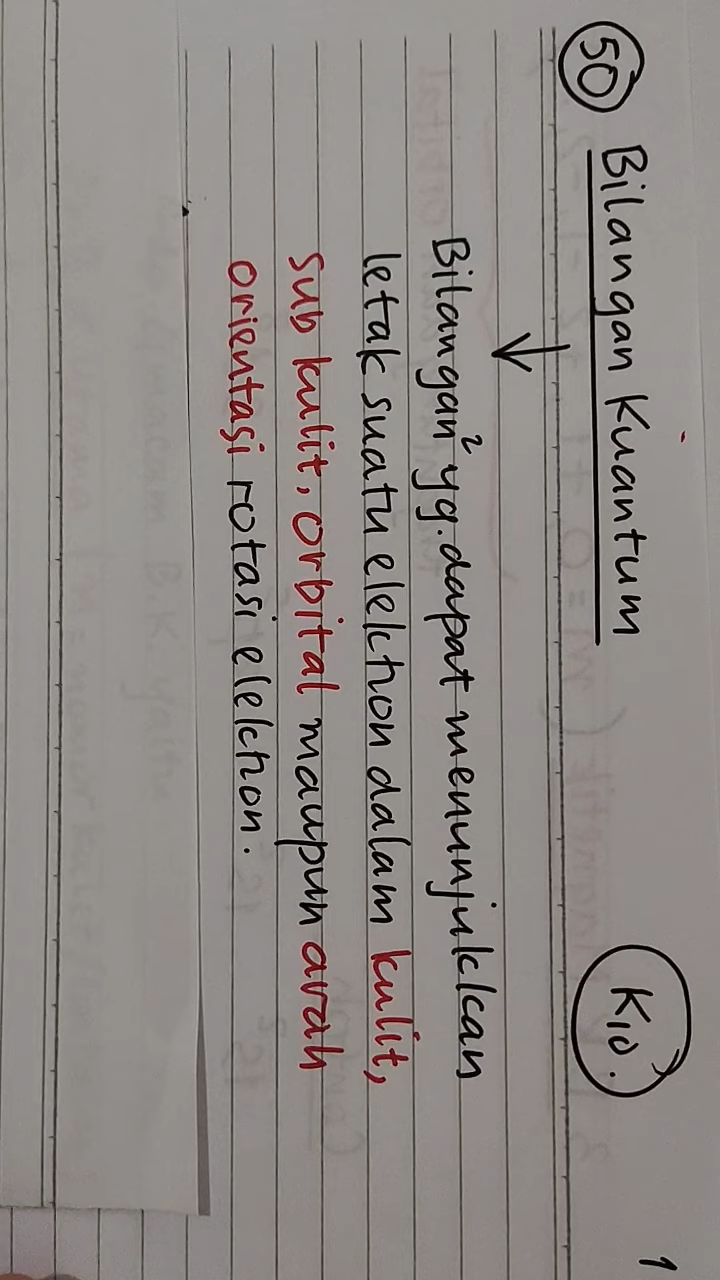 50 Bilangan Kuantum K10.
1
↓
Bilangan² yg. dapat menunjukkan
letak suatu elektron dalam kulit,
sub kulit, orbital maupun arah
orientasi rotasi elektron.